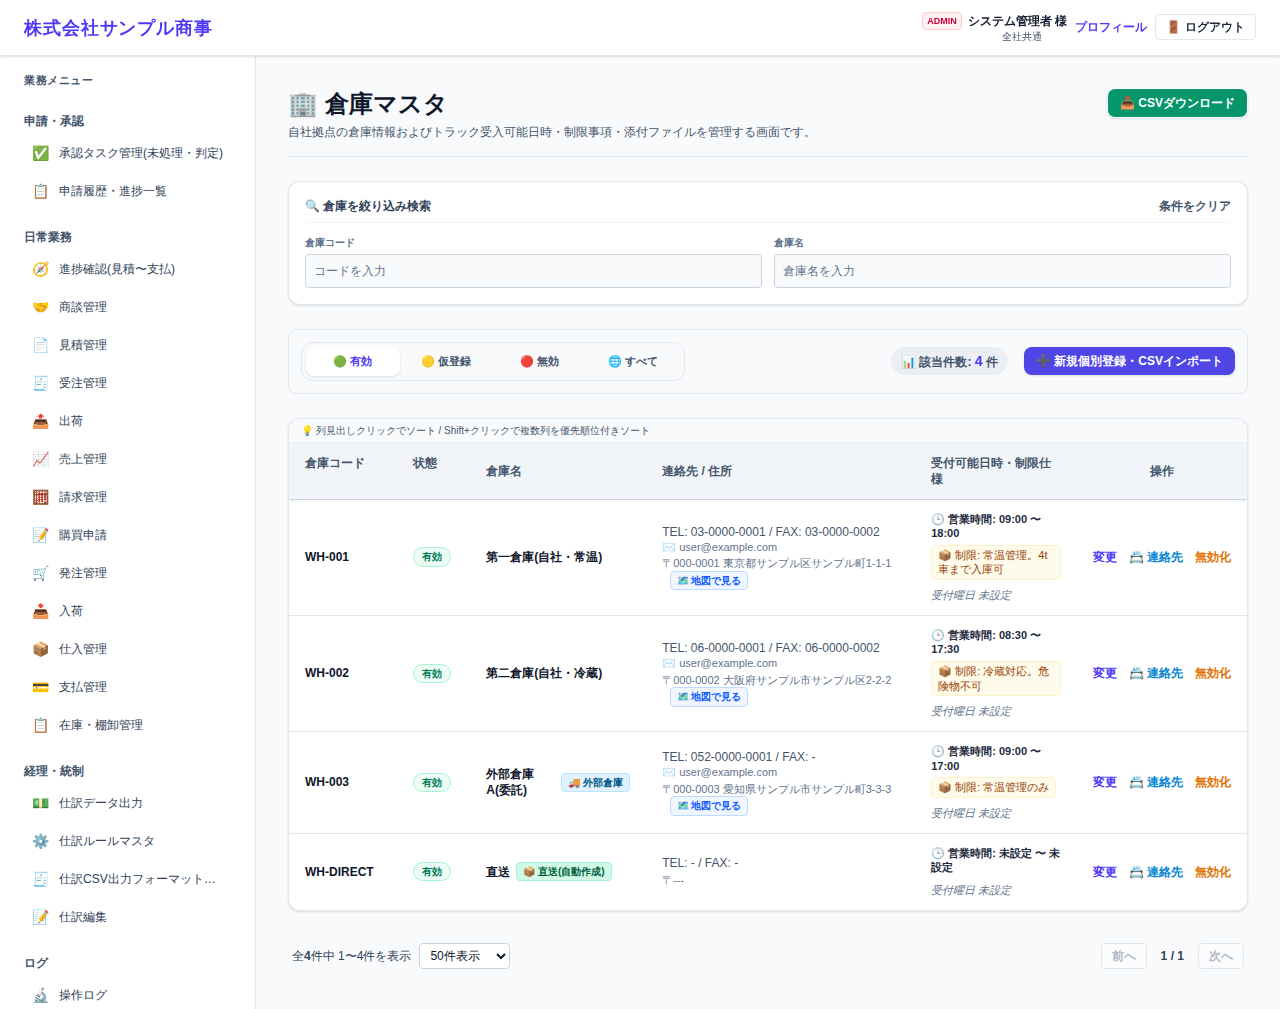 株式会社サンプル商事
ADMIN システム管理者 様
全社共通
プロフィール
🚪 ログアウト
業務メニュー
申請・承認
✅ 承認タスク管理(未処理・判定)
📋 申請履歴・進捗一覧
日常業務
🧭 進捗確認(見積〜支払)
🤝 商談管理
📄 見積管理
🧾 受注管理
📤 出荷
📈 売上管理
🧮 請求管理
📝 購買申請
🛒 発注管理
📥 入荷
📦 仕入管理
💳 支払管理
📋 在庫・棚卸管理
経理・統制
💵 仕訳データ出力
⚙️ 仕訳ルールマスタ
🧾 仕訳CSV出力フォーマット…
📝 仕訳編集
ログ
🔬 操作ログ
🏢 倉庫マスタ
自社拠点の倉庫情報およびトラック受入可能日時・制限事項・添付ファイルを管理する画面です。
📥 CSVダウンロード
🔍 倉庫を絞り込み検索
条件をクリア
倉庫コード
コードを入力
倉庫名
倉庫名を入力
🟢 有効
🟡 仮登録
🔴 無効
🌐 すべて
📊 該当件数: 4 件
➕ 新規個別登録・CSVインポート
💡 列見出しクリックでソート / Shift+クリックで複数列を優先順位付きソート
倉庫コード 状態 倉庫名 連絡先 / 住所 受付可能日時・制限仕
様 操作
WH-001 有効 第一倉庫(自社・常温)
TEL: 03-0000-0001 / FAX: 03-0000-0002
✉️ user@example.com
〒000-0001 東京都サンプル区サンプル町1-1-1
🗺️ 地図で見る
🕒 営業時間: 09:00 〜
18:00
📦 制限: 常温管理。4t
車まで入庫可
受付曜日 未設定
変更 📇 連絡先 無効化
WH-002 有効 第二倉庫(自社・冷蔵)
TEL: 06-0000-0001 / FAX: 06-0000-0002
✉️ user@example.com
〒000-0002 大阪府サンプル市サンプル区2-2-2
🗺️ 地図で見る
🕒 営業時間: 08:30 〜
17:30
📦 制限: 冷蔵対応。危
険物不可
受付曜日 未設定
変更 📇 連絡先 無効化
WH-003 有効 外部倉庫
A(委託)
🚚 外部倉庫
TEL: 052-0000-0001 / FAX: -
✉️ user@example.com
〒000-0003 愛知県サンプル市サンプル町3-3-3
🗺️ 地図で見る
🕒 営業時間: 09:00 〜
17:00
📦 制限: 常温管理のみ
受付曜日 未設定
変更 📇 連絡先 無効化
WH-DIRECT 有効 直送 📦 直送(自動作成)
TEL: - / FAX: -
〒---
🕒 営業時間: 未設定 〜 未
設定
受付曜日 未設定
変更 📇 連絡先 無効化
全4件中 1〜4件を表示 50件表示
前へ 1 / 1 次へ